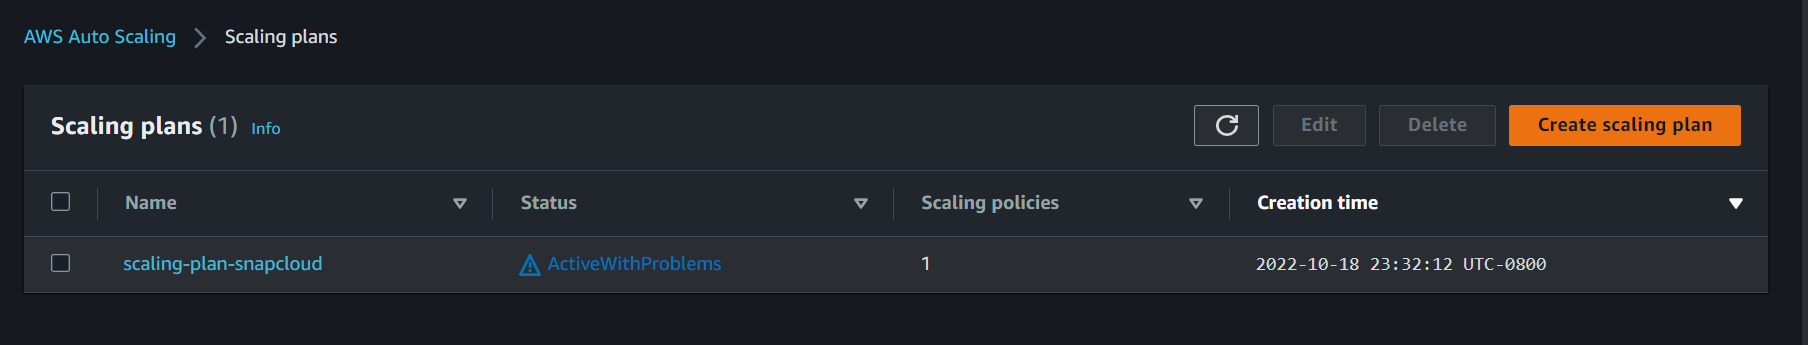 AWS Auto Scaling > Scaling plans
Scaling plans (1) Info Edit Delete Create scaling plan
Name Status Scaling policies Creation time
scaling-plan-snapcloud ActiveWithProblems 1 2022-10-18 23:32:12 UTC-0800